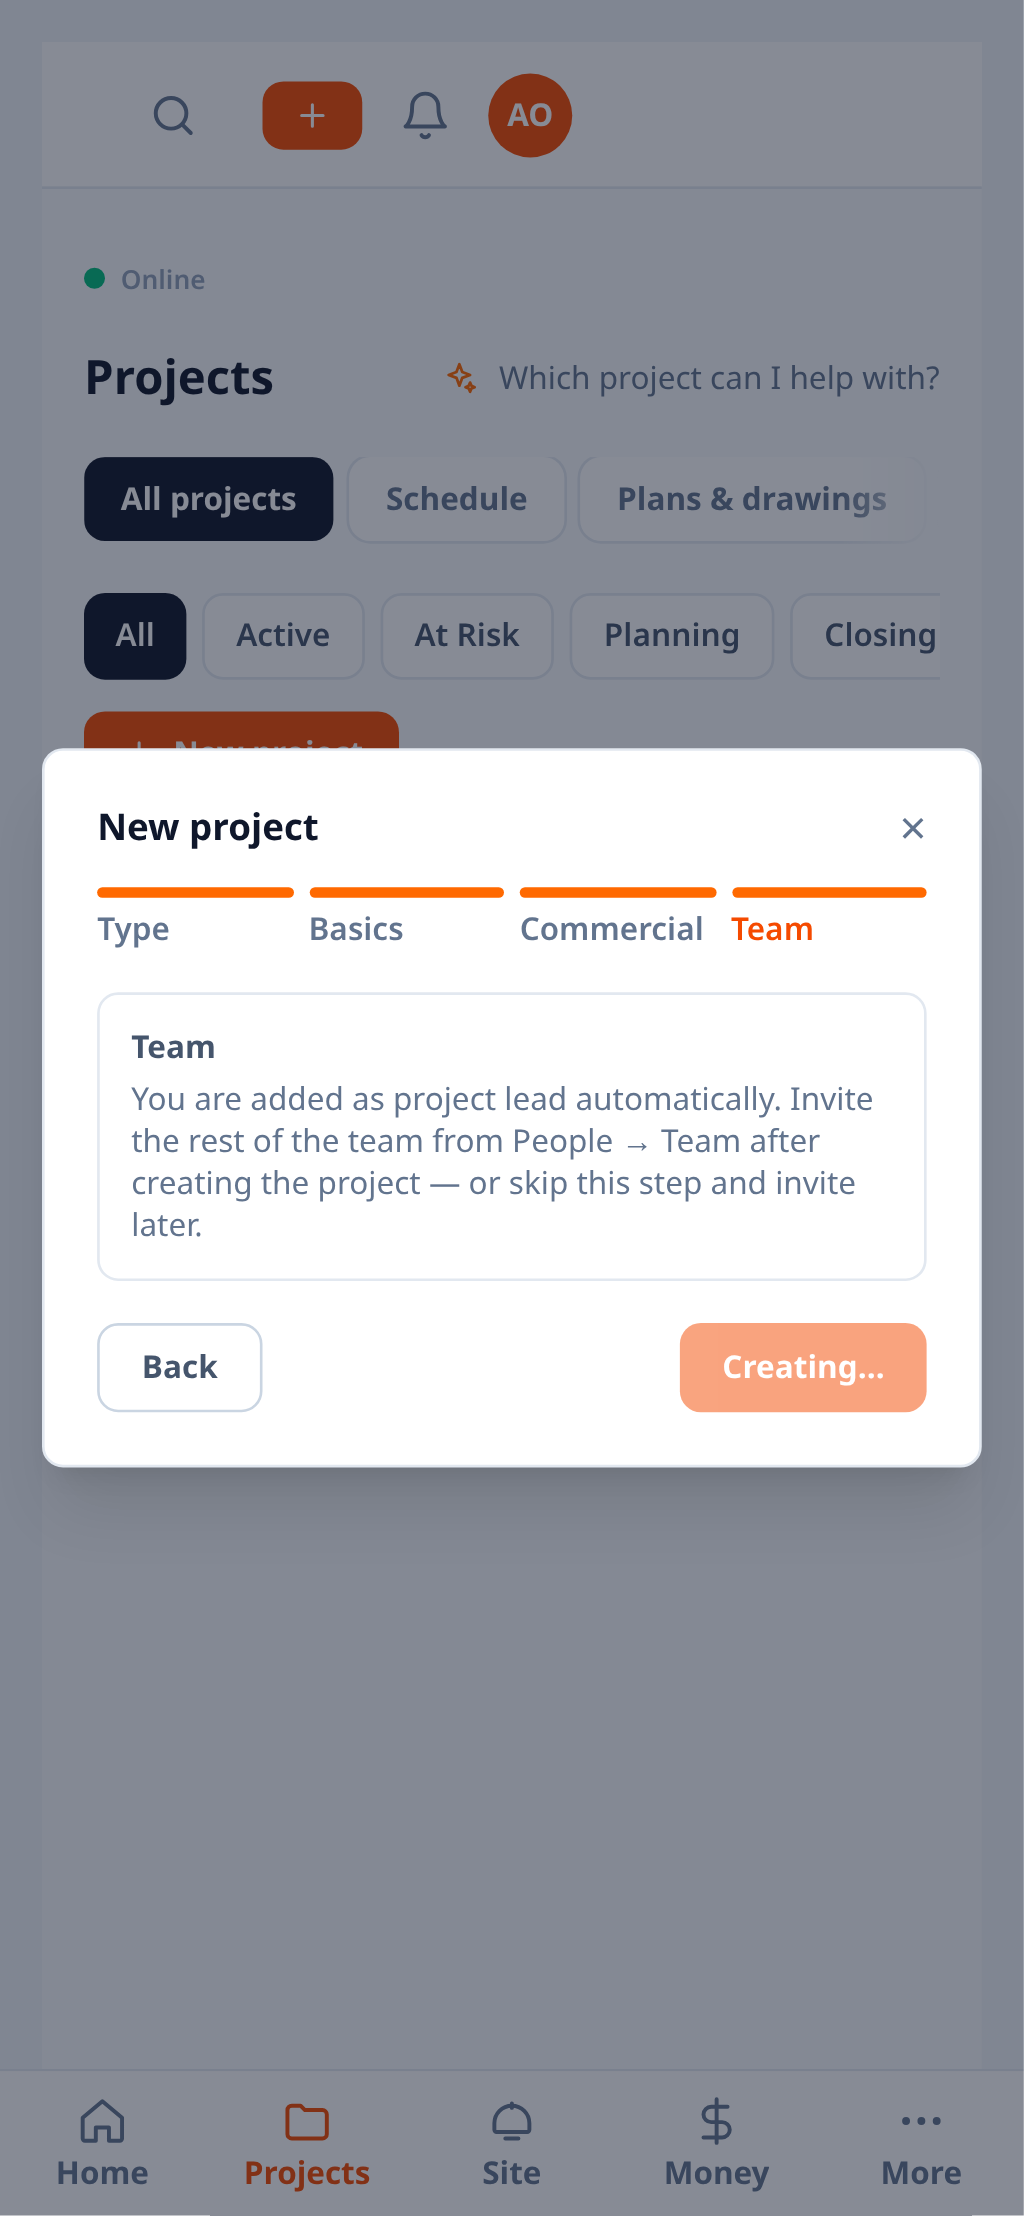 AO
Online
Projects
Which project can I help with?
All projects
Schedule
Plans & drawings
All
Active
At Risk
Planning
Closing
New project
New project
Type
Basics
Commercial
Team
Team
You are added as project lead automatically. Invite
the rest of the team from People → Team after
creating the project — or skip this step and invite
later.
Back
Creating...
Home
Projects
Site
Money
More